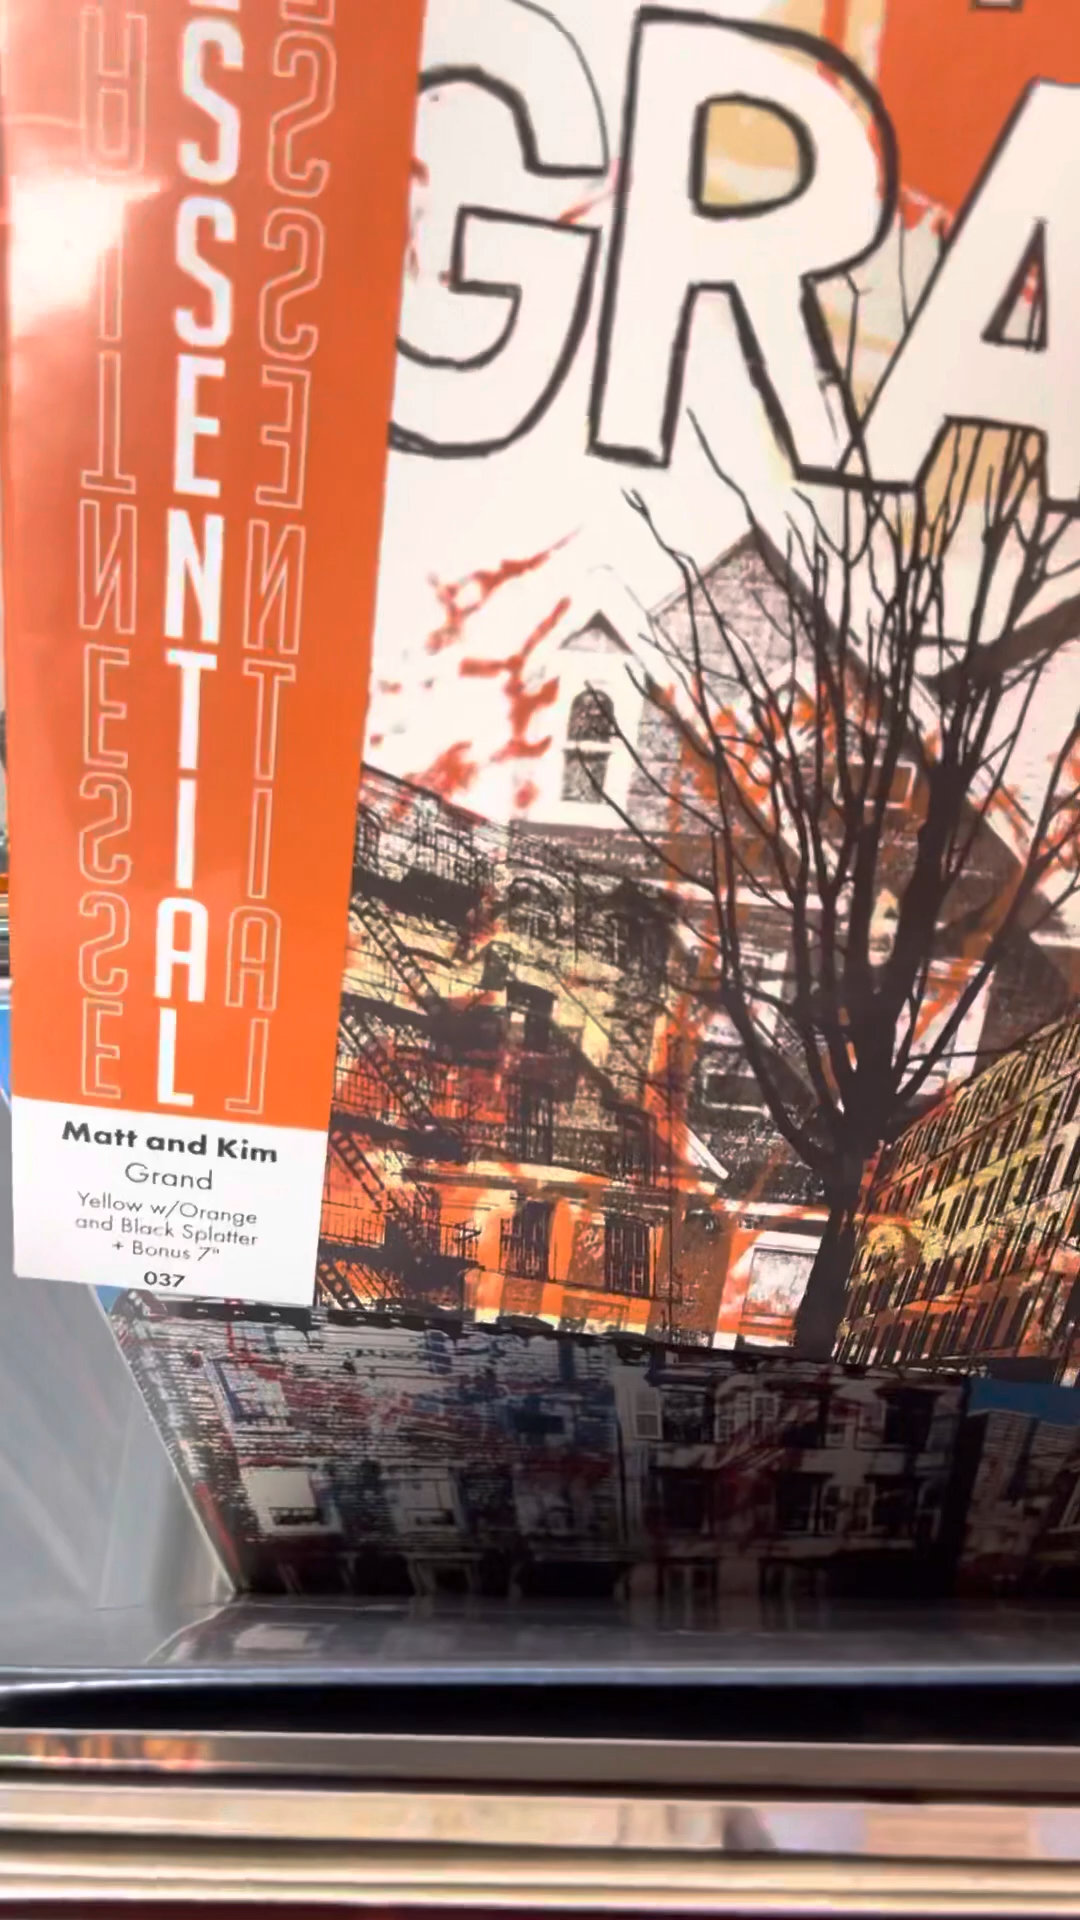 ESSENTIAL
Matt and Kim
Grand
Yellow w/Orange
and Black Splatter
+ Bonus 7"
037
GRA